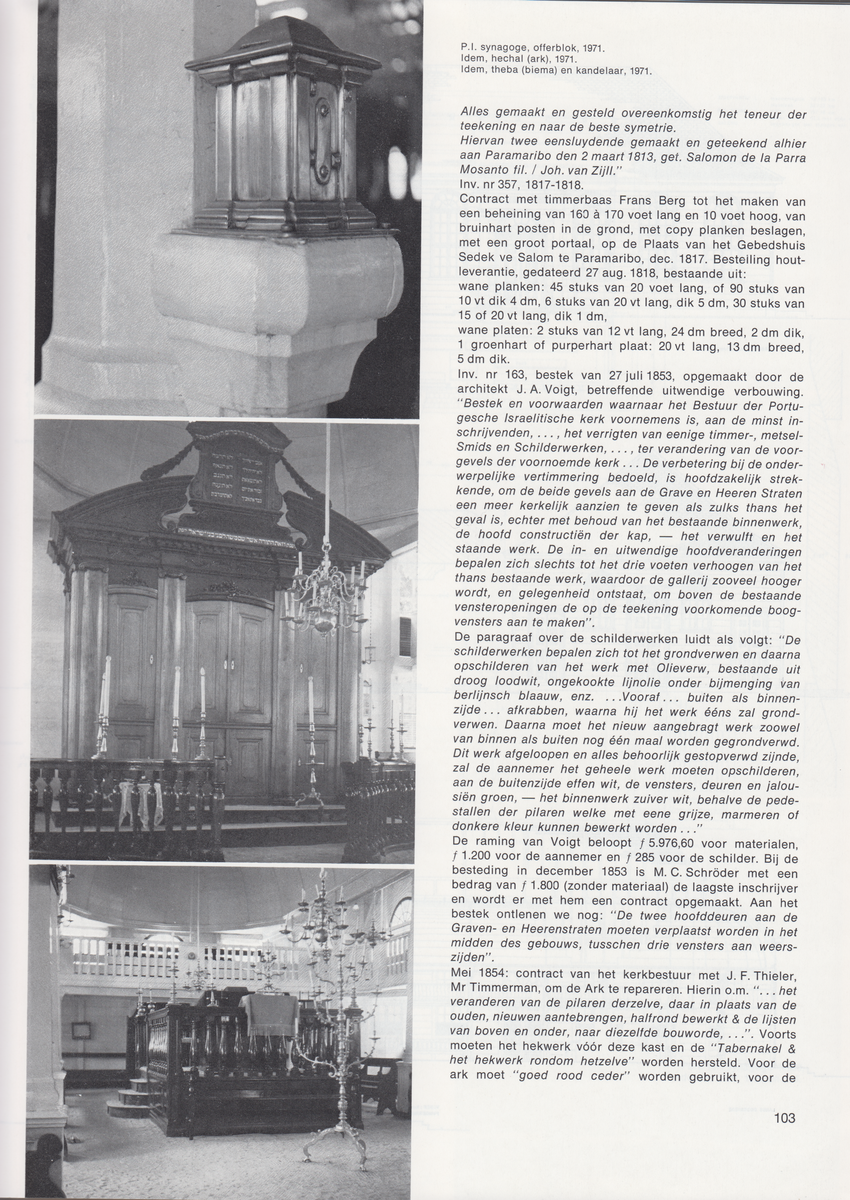 P.I. synagoge, offerblok, 1971.
Idem, hechal (ark), 1971.
Idem, theba (biema) en kandelaar, 1971.
Alles gemaakt en gesteld overeenkomstig het teneur der
teekening en naar de beste symetrie.
Hiervan twee eensluydende gemaakt en geteekend alhier
aan Paramaribo den 2 maart 1813, get. Salomon de la Parra
Mosanto fil. / Joh. van Zijll."
Inv. nr 357, 1817-1818.
Contract met timmerbaas Frans Berg tot het maken van
een beheining van 160 à 170 voet lang en 10 voet hoog, van
bruinhart posten in de grond, met copy planken beslagen,
met een groot portaal, op de Plaats van het Gebedshuis
Sedek ve Salom te Paramaribo, dec. 1817. Bestelling hout-
leverantie, gedateerd 27 aug. 1818, bestaande uit:
wane planken: 45 stuks van 20 voet lang, of 90 stuks van
10 vt dik 4 dm, 6 stuks van 20 vt lang, dik 5 dm, 30 stuks van
15 of 20 vt lang, dik 1 dm,
wane platen: 2 stuks van 12 vt lang, 24 dm breed, 2 dm dik,
1 groenhart of purperhart plaat: 20 vt lang, 13 dm breed,
5 dm dik.
Inv. nr 163, bestek van 27 juli 1853, opgemaakt door de
architekt J. A. Voigt, betreffende uitwendige verbouwing.
"Bestek en voorwaarden waarnaar het Bestuur der Portu-
gesche Israelitische kerk voornemens is, aan de minst in-
schrijvenden, . . . , het verrigten van eenige timmer-, metsel-
Smids en Schilderwerken, . . . , ter verandering van de voor-
gevels der voornoemde kerk . . . De verbetering bij de onder-
werpelijke vertimmering bedoeld, is hoofdzakelijk strek-
kende, om de beide gevels aan de Grave en Heeren Straten
een meer kerkelijk aanzien te geven als zulks thans het
geval is, echter met behoud van het bestaande binnenwerk,
de hoofd constructiën der kap, — het verwulft en het
staande werk. De in- en uitwendige hoofdveranderingen
bepalen zich slechts tot het drie voeten verhoogen van het
thans bestaande werk, waardoor de gallerij zooveel hooger
wordt, en gelegenheid ontstaat, om boven de bestaande
vensteropeningen de op de teekening voorkomende boog-
vensters aan te maken".
De paragraaf over de schilderwerken luidt als volgt: "De
schilderwerken bepalen zich tot het grondverwen en daarna
opschilderen van het werk met Olieverw, bestaande uit
droog loodwit, ongekookte lijnolie onder bijmenging van
berlijnsch blaauw, enz. . . .Vooraf . . . buiten als binnen-
zijde . . . afkrabben, waarna hij het werk ééns zal grond-
verwen. Daarna moet het nieuw aangebragt werk zoowel
van binnen als buiten nog één maal worden gegrondverwd.
Dit werk afgeloopen en alles behoorlijk gestopverwd zijnde,
zal de aannemer het geheele werk moeten opschilderen,
aan de buitenzijde effen wit, de vensters, deuren en jalou-
siën groen, — het binnenwerk zuiver wit, behalve de pede-
stallen der pilaren welke met eene grijze, marmeren of
donkere kleur kunnen bewerkt worden . . ."
De raming van Voigt beloopt ƒ 5.976,60 voor materialen,
ƒ 1.200 voor de aannemer en ƒ 285 voor de schilder. Bij de
besteding in december 1853 is M. C. Schröder met een
bedrag van ƒ 1.800 (zonder materiaal) de laagste inschrijver
en wordt er met hem een contract opgemaakt. Aan het
bestek ontlenen we nog: "De twee hoofddeuren aan de
Graven- en Heerenstraten moeten verplaatst worden in het
midden des gebouws, tusschen drie vensters aan weers-
zijden".
Mei 1854: contract van het kerkbestuur met J. F. Thieler,
Mr Timmerman, om de Ark te repareren. Hierin o.m. ". . . het
veranderen van de pilaren derzelve, daar in plaats van de
ouden, nieuwen aantebrengen, halfrond bewerkt & de lijsten
van boven en onder, naar diezelfde bouworde, . . .". Voorts
moeten het hekwerk vóór deze kast en de "Tabernakel &
het hekwerk rondom hetzelve" worden hersteld. Voor de
ark moet "goed rood ceder" worden gebruikt, voor de
103